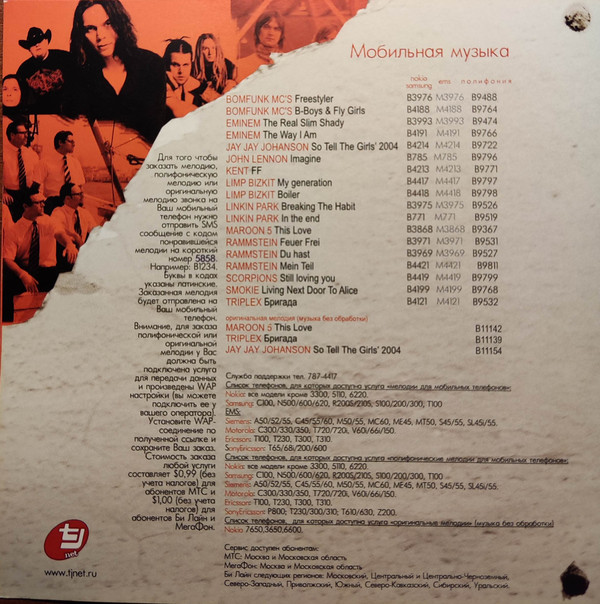 Мобильная музыка
nokia samsung ems полифония
BOMFUNK MC'S Freestyler B3976 M3976 B9488
BOMFUNK MC'S B-Boys & Fly Girls B4188 M4188 B9764
EMINEM The Real Slim Shady B3993 M3993 B9474
EMINEM The Way I Am B4191 M4191 B9766
JAY JAY JOHANSON So Tell The Girls' 2004 B4214 M4214 B9722
JOHN LENNON Imagine B785 M785 B9796
KENT FF B4213 M4213 B9771
LIMP BIZKIT My generation B4417 M4417 B9797
LIMP BIZKIT Boiler B4418 M4418 B9798
LINKIN PARK Breaking The Habit B3975 M3975 B9526
LINKIN PARK In the end B771 M771 B9519
MAROON 5 This Love B3868 M3868 B9367
RAMMSTEIN Feuer Frei B3971 M3971 B9531
RAMMSTEIN Du hast B3969 M3969 B9527
RAMMSTEIN Mein Teil B4421 M4421 B9811
SCORPIONS Still loving you B4419 M4419 B9799
SMOKIE Living Next Door To Alice B4199 M4199 B9768
TRIPLEX Бригада B4121 M4121 B9532
оригинальная мелодия (музыка без обработки)
MAROON 5 This Love B11142
TRIPLEX Бригада B11139
JAY JAY JOHANSON So Tell The Girls' 2004 B11154
Для того чтобы
заказать мелодию,
полифоническую
мелодию или
оригинальную
мелодию звонка на
Ваш мобильный
телефон нужно
отправить SMS
сообщение с кодом
понравившейся
мелодии на короткий
номер 5858.
Например: B1234.
Буквы в кодах
указаны латинские.
Заказанная мелодия
будет отправлена на
Ваш мобильный
телефон.
Внимание, для заказа
полифонической или
оригинальной
мелодии у Вас
должна быть
подключена услуга
для передачи данных
и произведены WAP
настройки (вы можете
подключить ее у
вашего оператора).
Установите WAP-
соединение по
полученной ссылке и
сохраните Ваш заказ.
Стоимость заказа
любой услуги
составляет $0,99 (без
учета налогов) для
абонентов МТС и
$1,00 (без учета
налогов) для
абонентов Би Лайн и
МегаФон.
Служба поддержки тел. 787-4417
Список телефонов, для которых доступна услуга «мелодии для мобильных телефонов»:
Nokia: все модели кроме 3300, 5110, 6220.
Samsung: C100, N500/600/620, R200S/210S, S100/200/300, T100
EMS:
Siemens: A50/52/55, C45/55/60, M50/55, MC60, ME45, MT50, S45/55, SL45/55.
Motorola: C300/330/350, T720/720i, V60/66/150.
Ericsson: T100, T230, T300, T310.
SonyEricsson: T65/68i/200/600
Список телефонов, для которых доступна услуга «полифонические мелодии для мобильных телефонов»:
Nokia: все модели кроме 3300, 5110, 6220.
Samsung: C100, N500/600/620, R200S/210S, S100/200/300, T100
Siemens: A50/52/55, C45/55/60, M50/55, MC60, ME45, MT50, S45/55, SL45/55.
Motorola: C300/330/350, T720/720i, V60/66/150.
Ericsson: T100, T230, T300, T310.
SonyEricsson: P800; T230/300/310; T610/630; Z200.
Список телефонов, для которых доступна услуга «оригинальные мелодии» (музыка без обработки)
Nokia: 7650,3650,6600.
Сервис доступен абонентам:
МТС: Москва и Московская область
МегаФон: Москва и Московская область
Би Лайн следующих регионов: Московский, Центральный и Центрально-Черноземный,
Северо-Западный, Приволжский, Южный, Северо-Кавказский, Сибирский, Уральский.
tj
net
www.tjnet.ru